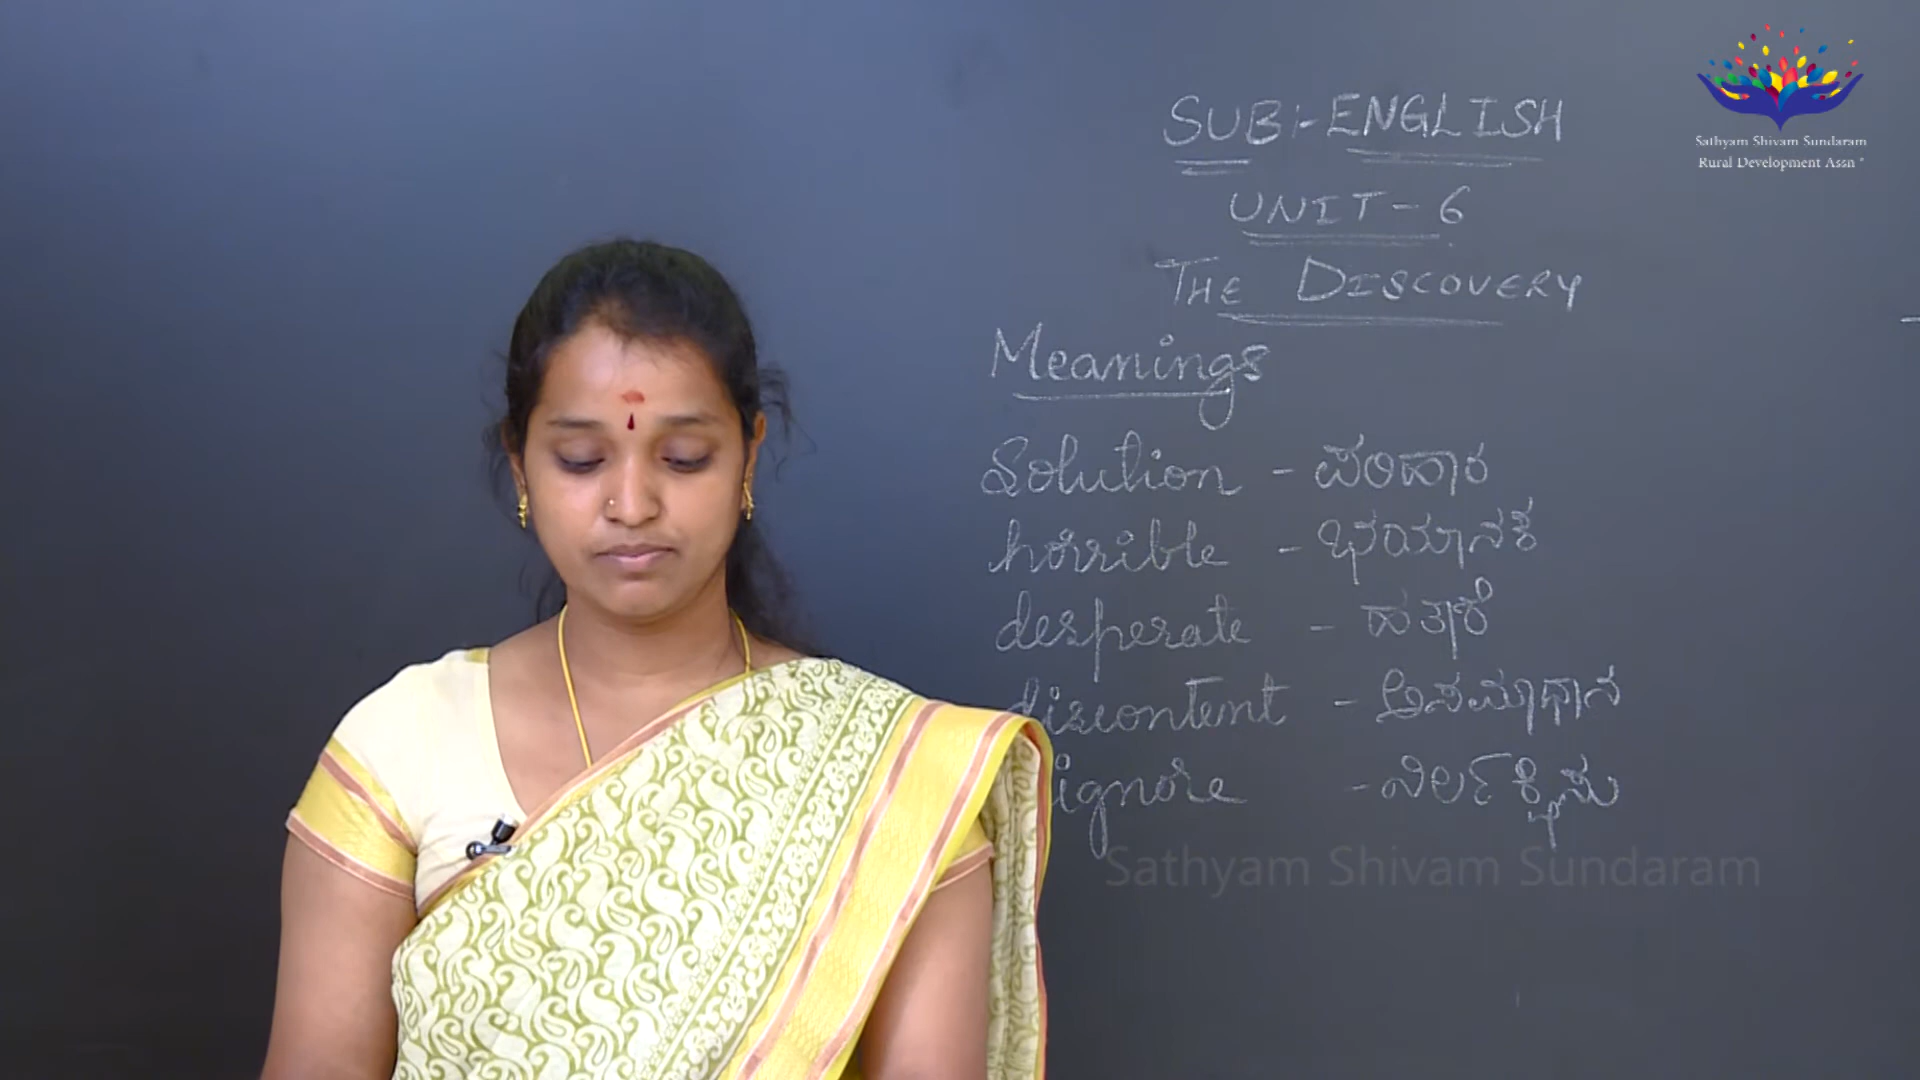 SUB:- ENGLISH
UNIT - 6
THE DISCOVERY
Meanings
Solution - ಪರಿಹಾರ
horrible - ಭಯಾನಕ
desperate - ಹತಾಶೆ
discontent - ಅಸಮಾಧಾನ
ignore - ನಿರ್ಲಕ್ಷಿಸು
Sathyam Shivam Sundaram
Rural Development Assn ®
Sathyam Shivam Sundaram